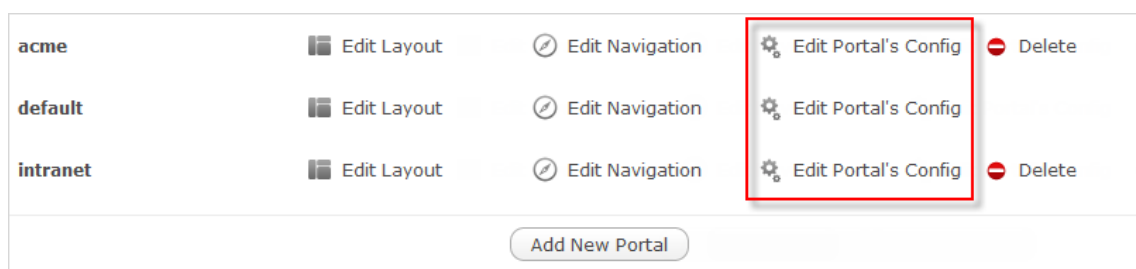 acme Edit Layout Edit Navigation Edit Portal's Config Delete
default Edit Layout Edit Navigation Edit Portal's Config
intranet Edit Layout Edit Navigation Edit Portal's Config Delete
Add New Portal